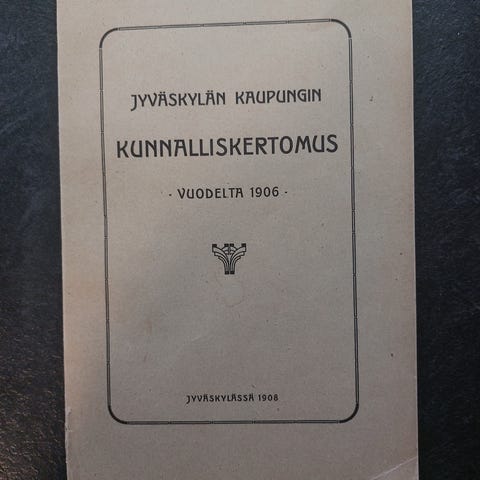 JYVÄSKYLÄN KAUPUNGIN
KUNNALLISKERTOMUS
· VUODELTA 1906 ·
JYVÄSKYLÄSSÄ 1908